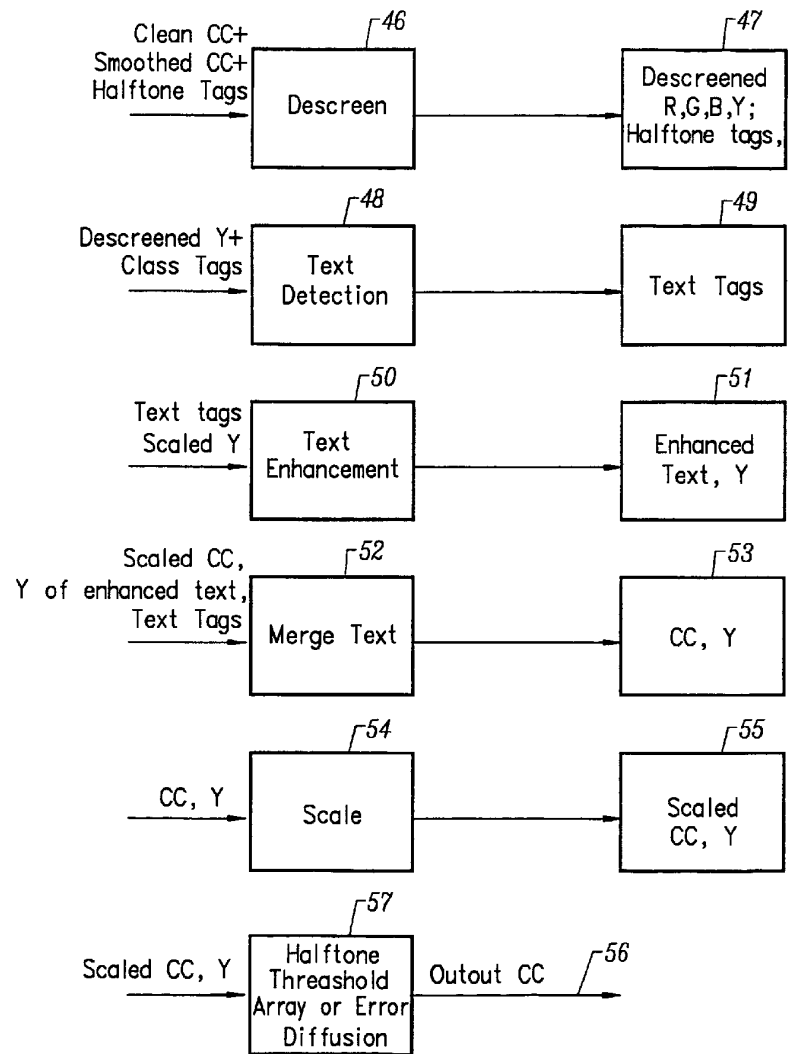 46
47
Clean CC+
Smoothed CC+
Halftone Tags
Descreen
Descreened
R,G,B,Y;
Halftone tags,
48
49
Descreened Y+
Class Tags
Text
Detection
Text Tags
50
51
Text tags
Scaled Y
Text
Enhancement
Enhanced
Text, Y
52
53
Scaled CC,
Y of enhanced text,
Text Tags
Merge Text
CC, Y
54
55
CC, Y
Scale
Scaled
CC, Y
57
Scaled CC, Y
Halftone
Threashold
Array or Error
Diffusion
Outout CC
56